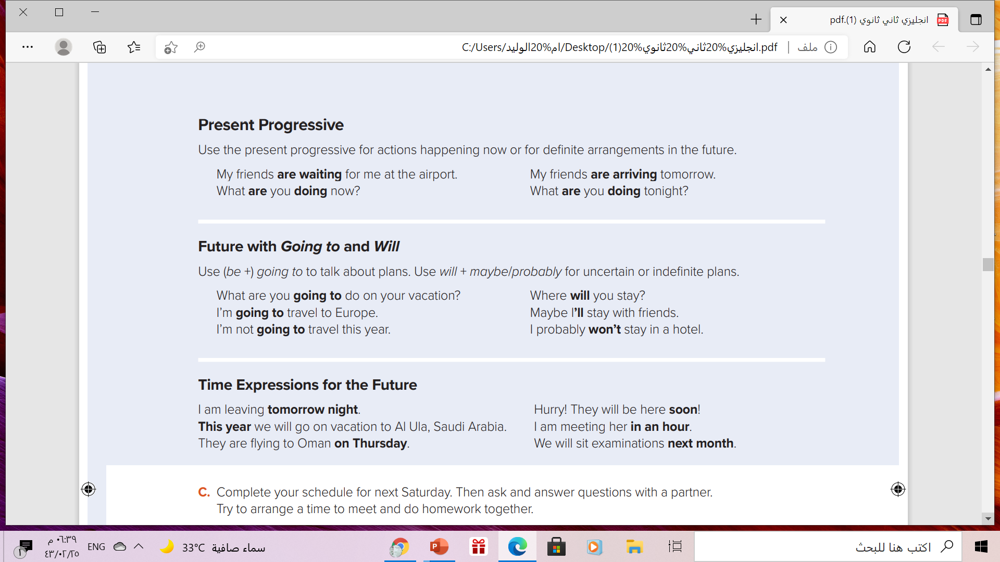 انجليزي ثاني ثانوي (1).pdf
ملف
C:/Users/ام%20الوليد/Desktop/انجليزي%20ثاني%20ثانوي%20(1).pdf
Present Progressive
Use the present progressive for actions happening now or for definite arrangements in the future.
My friends are waiting for me at the airport.
My friends are arriving tomorrow.
What are you doing now?
What are you doing tonight?
Future with Going to and Will
Use (be +) going to to talk about plans. Use will + maybe/probably for uncertain or indefinite plans.
What are you going to do on your vacation?
Where will you stay?
I'm going to travel to Europe.
Maybe I'll stay with friends.
I'm not going to travel this year.
I probably won't stay in a hotel.
Time Expressions for the Future
I am leaving tomorrow night.
Hurry! They will be here soon!
This year we will go on vacation to Al Ula, Saudi Arabia.
I am meeting her in an hour.
They are flying to Oman on Thursday.
We will sit examinations next month.
C. Complete your schedule for next Saturday. Then ask and answer questions with a partner.
Try to arrange a time to meet and do homework together.
اكتب هنا للبحث
33°C سماء صافية
ENG
٠٦:٣٩ م
٤٣/٠٢/٢٥
١